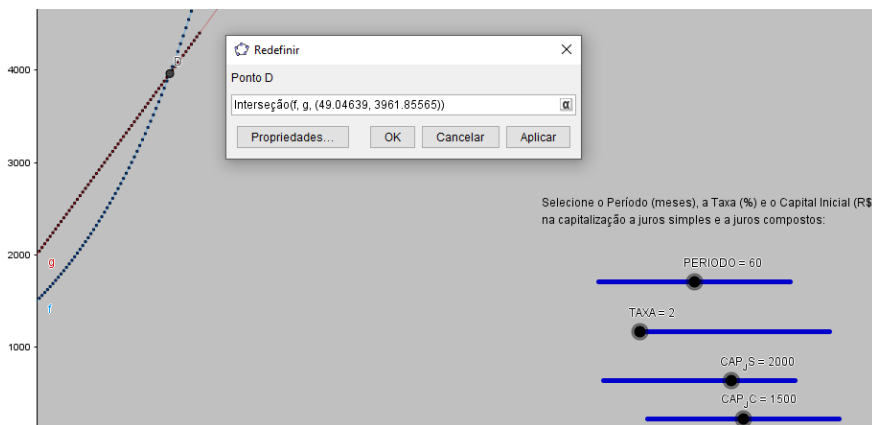 Redefinir
Ponto D
Interseção(f, g, (49.04639, 3961.85565))
α
Propriedades...
OK
Cancelar
Aplicar
D
4000
3000
2000
1000
g
f
Selecione o Período (meses), a Taxa (%) e o Capital Inicial (R$
na capitalização a juros simples e a juros compostos:
PERIODO = 60
TAXA = 2
CAP_JS = 2000
CAP_JC = 1500